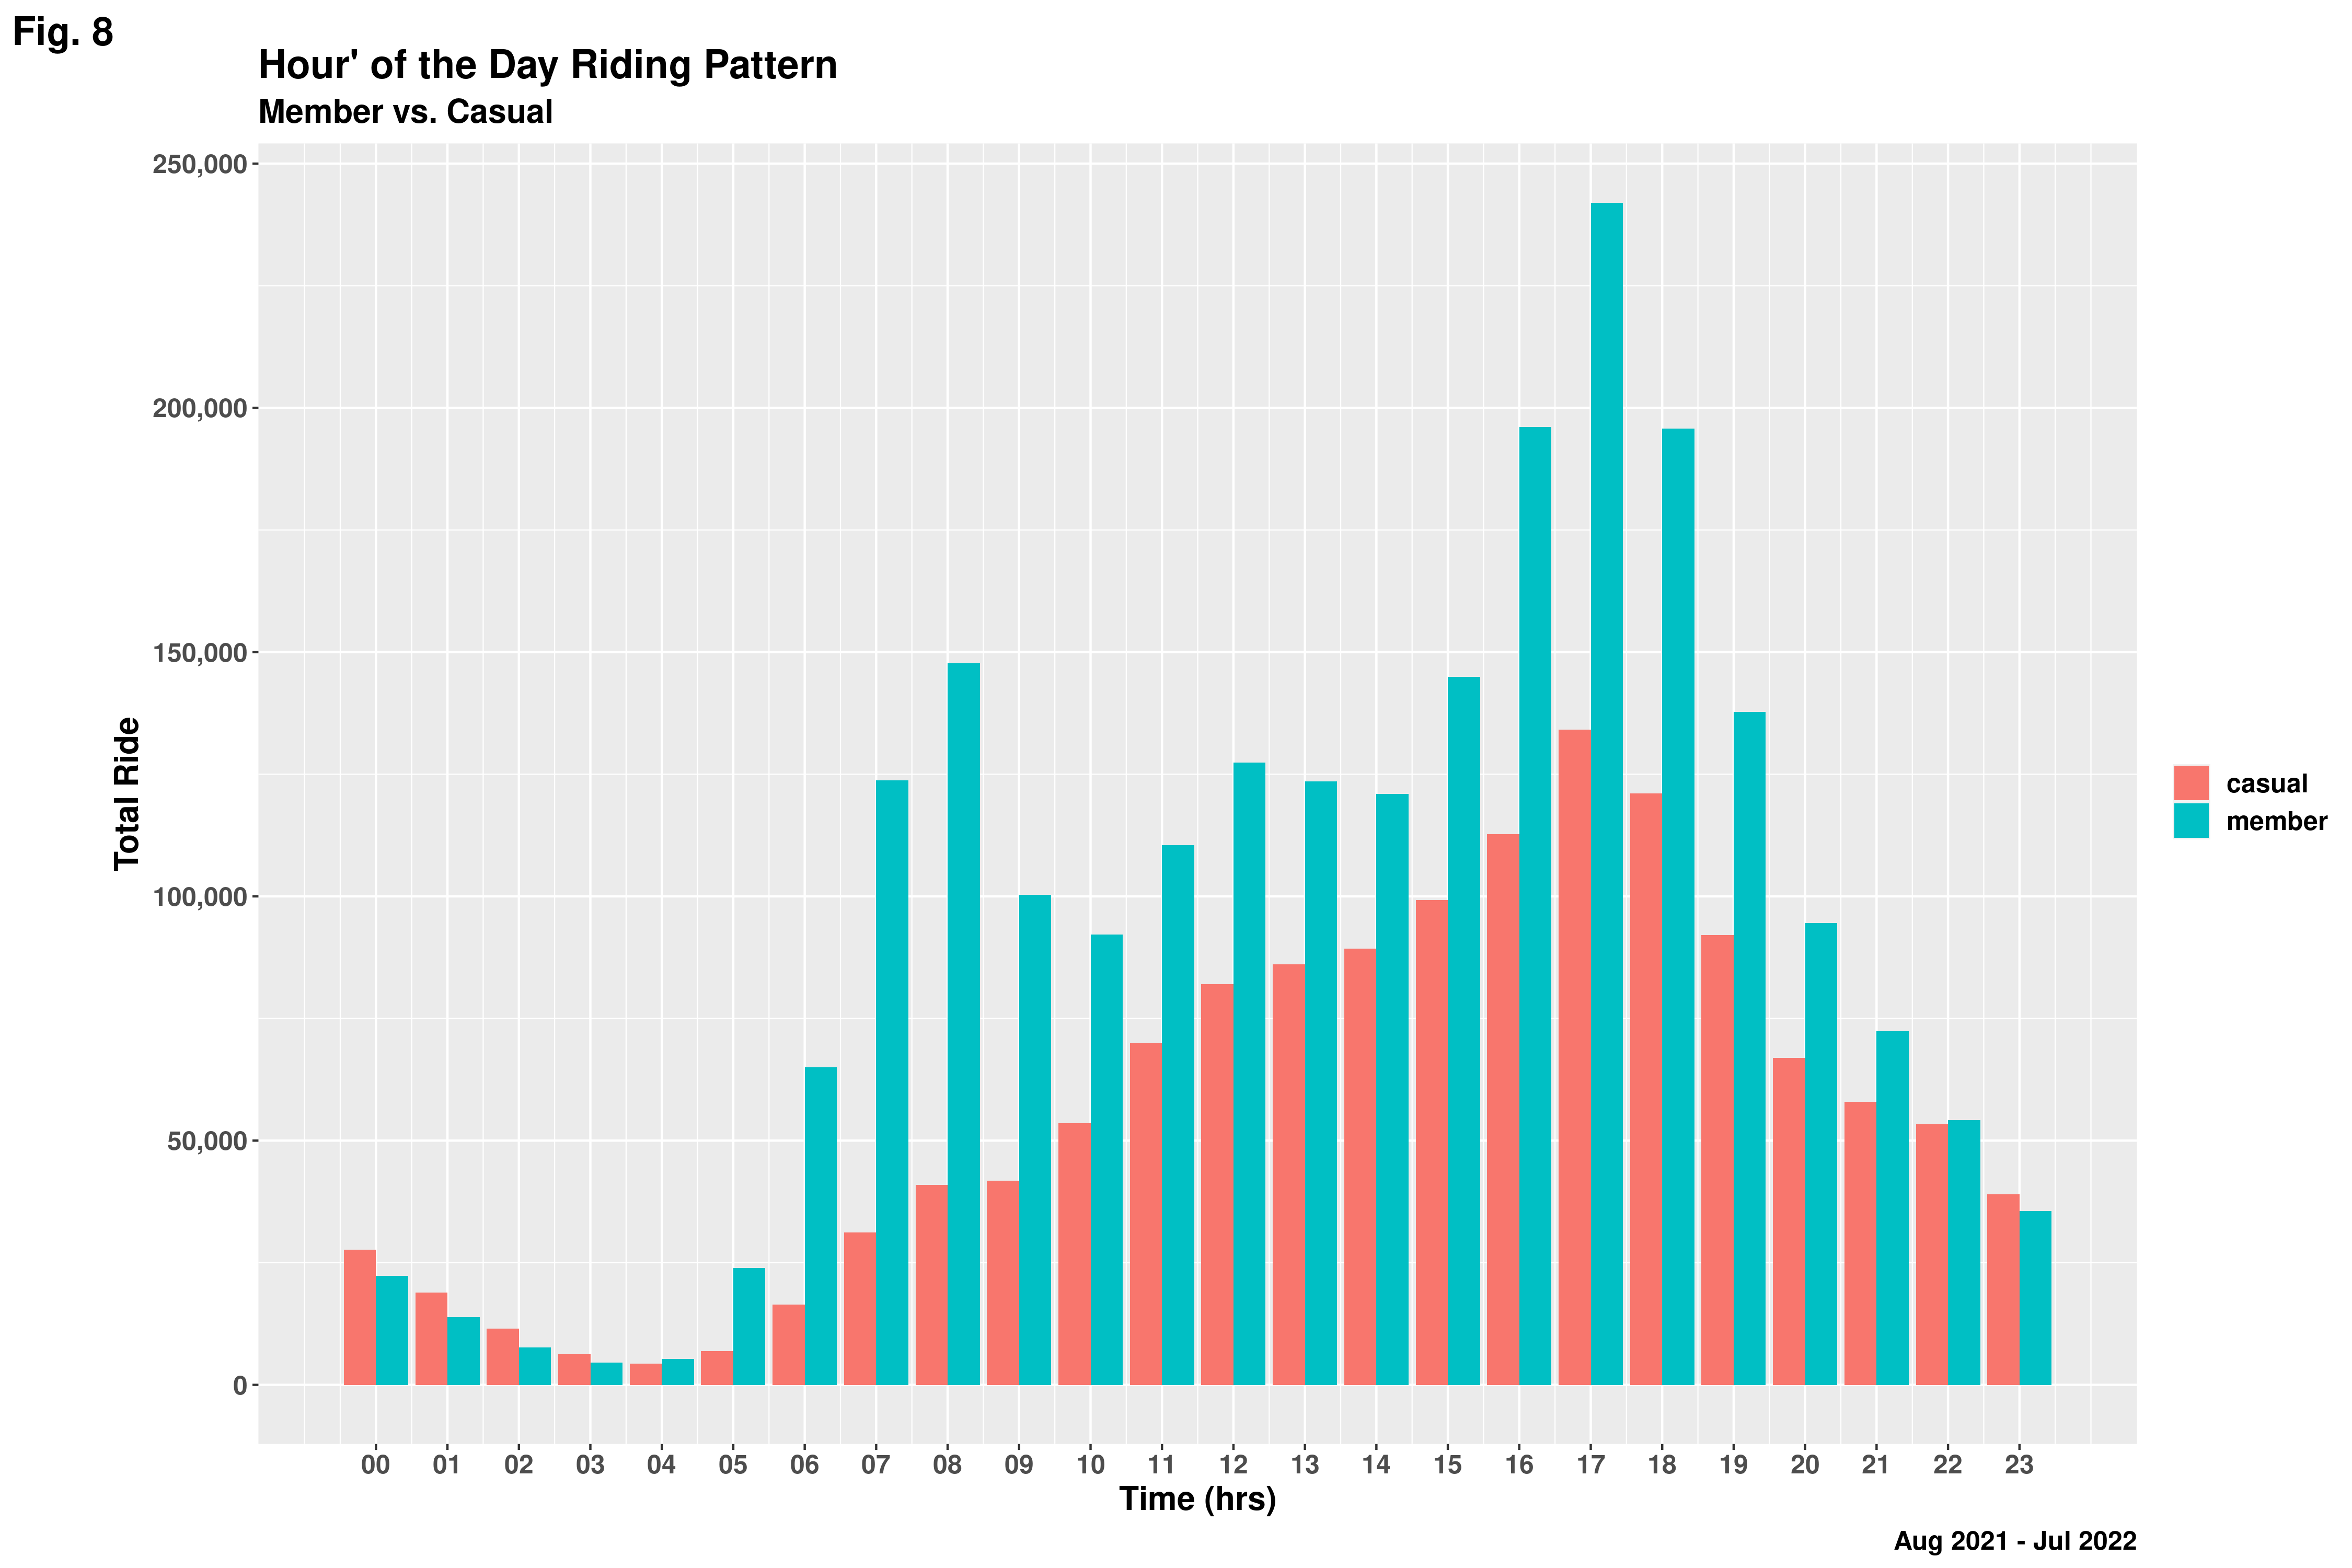 Fig. 8
Hour' of the Day Riding Pattern
Member vs. Casual
250,000
200,000
150,000
100,000
50,000
0
Total Ride
casual
member
00 01 02 03 04 05 06 07 08 09 10 11 12 13 14 15 16 17 18 19 20 21 22 23
Time (hrs)
Aug 2021 - Jul 2022